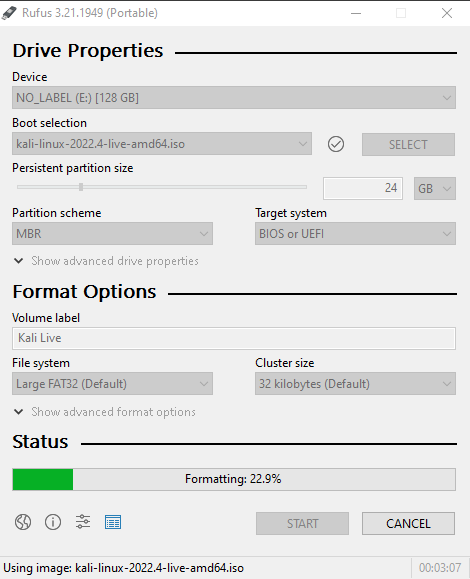 Rufus 3.21.1949 (Portable)
Drive Properties
Device
NO_LABEL (E:) [128 GB]
Boot selection
kali-linux-2022.4-live-amd64.iso SELECT
Persistent partition size
24 GB
Partition scheme Target system
MBR BIOS or UEFI
Show advanced drive properties
Format Options
Volume label
Kali Live
File system Cluster size
Large FAT32 (Default) 32 kilobytes (Default)
Show advanced format options
Status
Formatting: 22.9%
START CANCEL
Using image: kali-linux-2022.4-live-amd64.iso 00:03:07